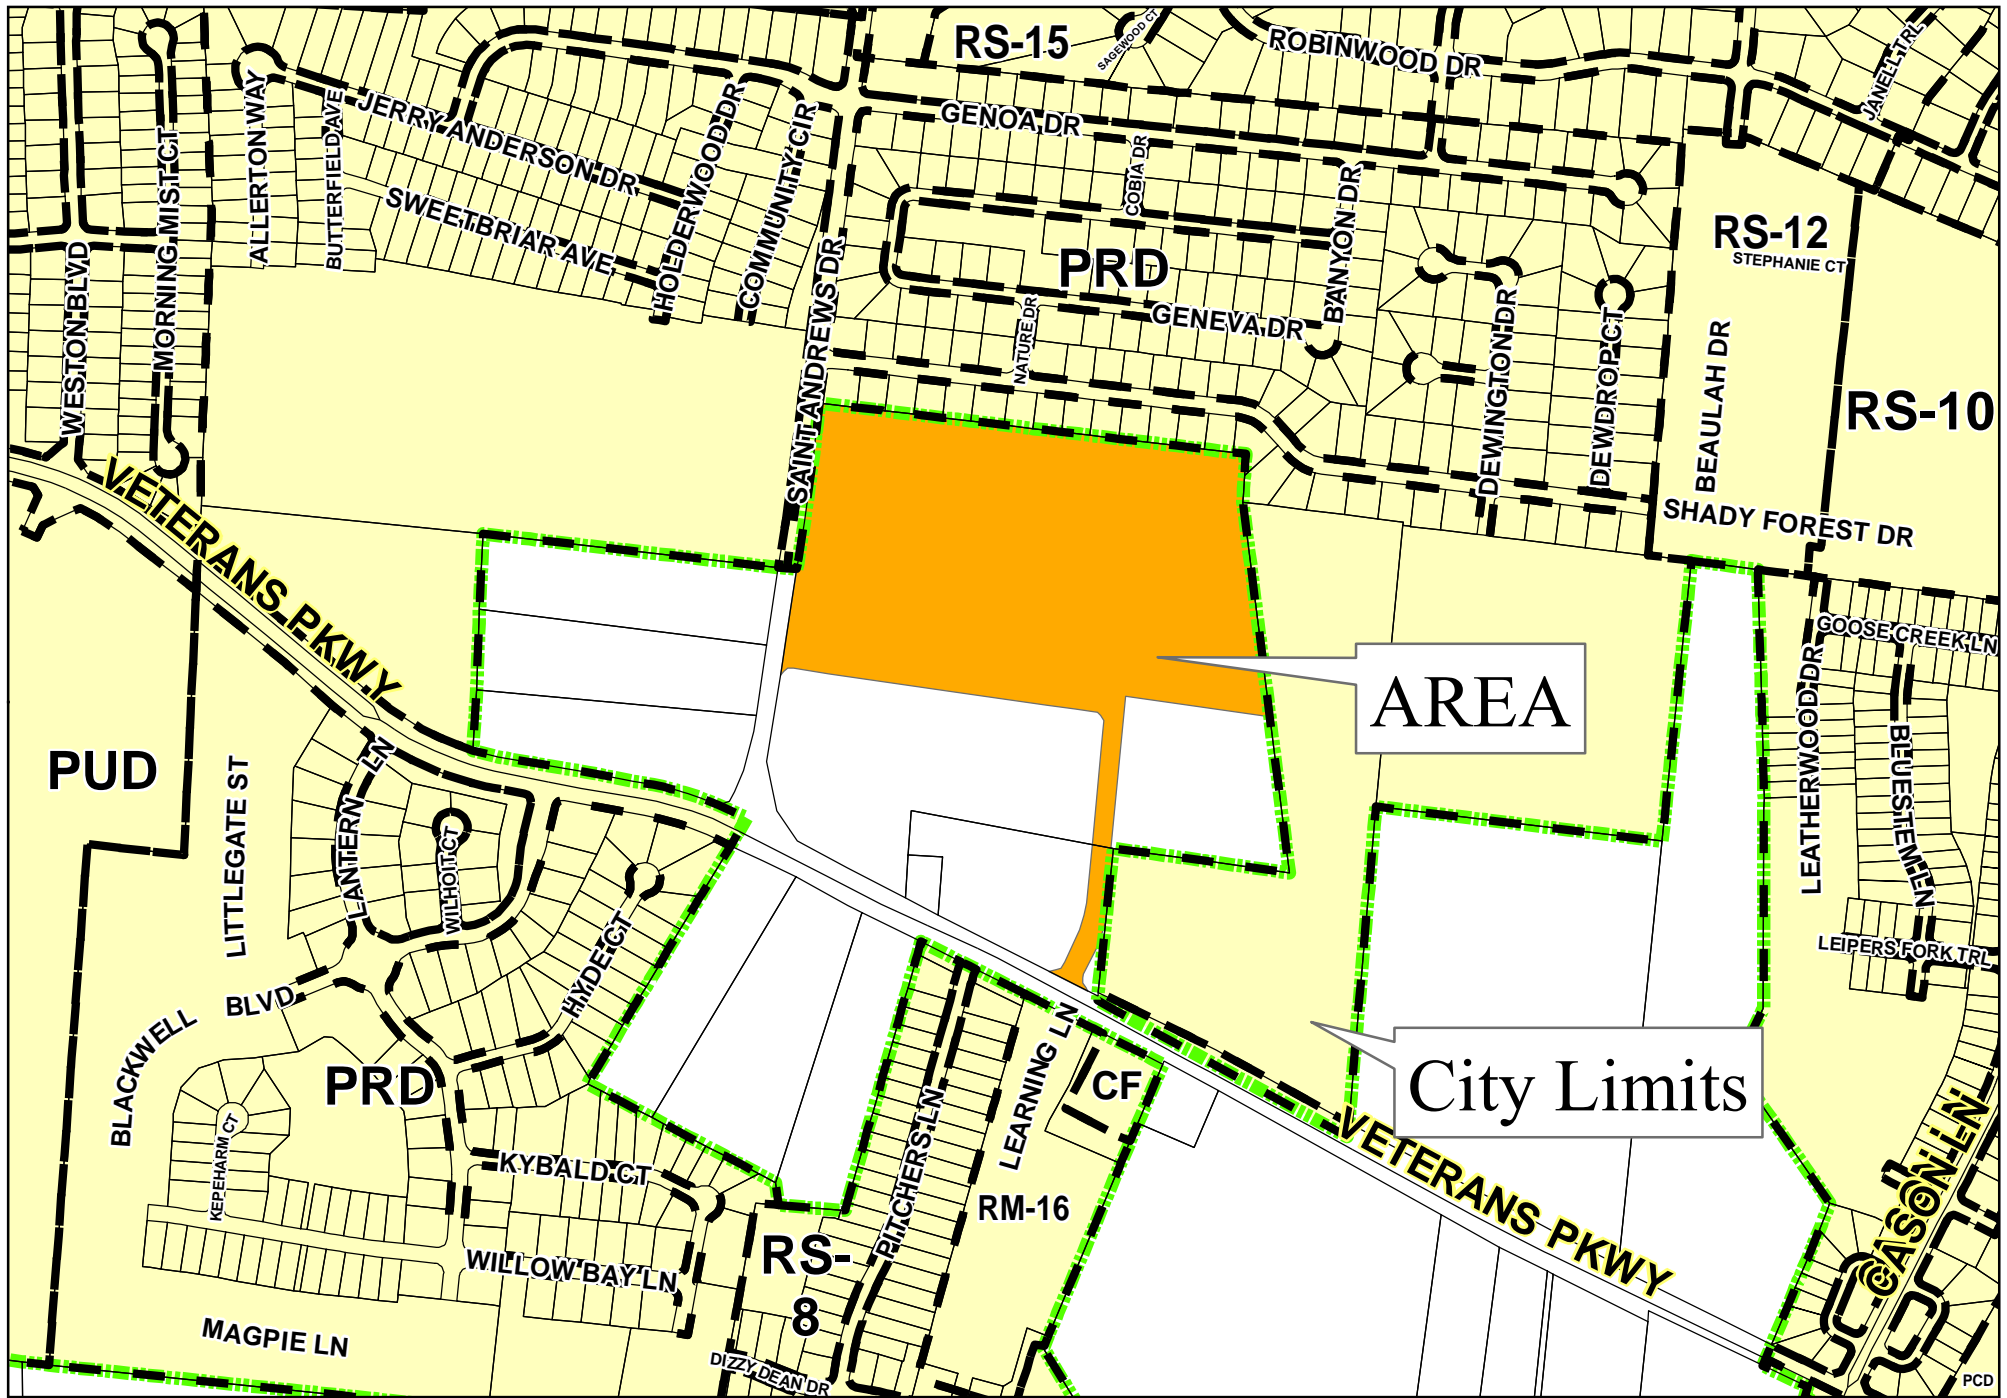 RS-15
SAGEWOOD CT
ROBINWOOD DR
JANELL TRL
ALLERTON WAY
BUTTERFIELD AVE
JERRY ANDERSON DR
HOLDERWOOD DR
COMMUNITY CIR
GENOA DR
COBIA DR
BANYON DR
MORNING MIST CT
WESTON BLVD
SWEETBRIAR AVE
SAINT ANDREWS DR
PRD
GENEVA DR
NATURE DR
DEWINGTON DR
DEWDROP CT
RS-12
STEPHANIE CT
BEAULAH DR
RS-10
SHADY FOREST DR
VETERANS PKWY
GOOSE CREEK LN
LEATHERWOOD DR
BLUESTEM LN
LEIPERS FORK TRL
AREA
PUD
LITTLEGATE ST
LANTERN
LN
WILHOIT CT
HYDE CT
BLACKWELL
BLVD
PRD
KEPEHARM CT
KYBALD CT
WILLOW BAY LN
MAGPIE LN
RS-
8
PITCHERS LN
LEARNING LN
CF
RM-16
DIZZY DEAN DR
City Limits
VETERANS PKWY
CASON LN
PCD